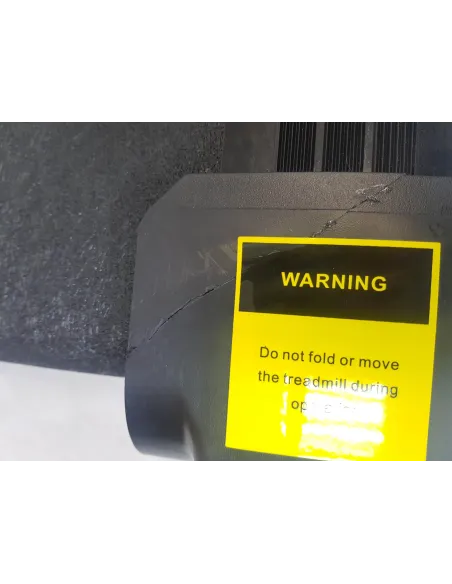 WARNING
Do not fold or move
the treadmill during